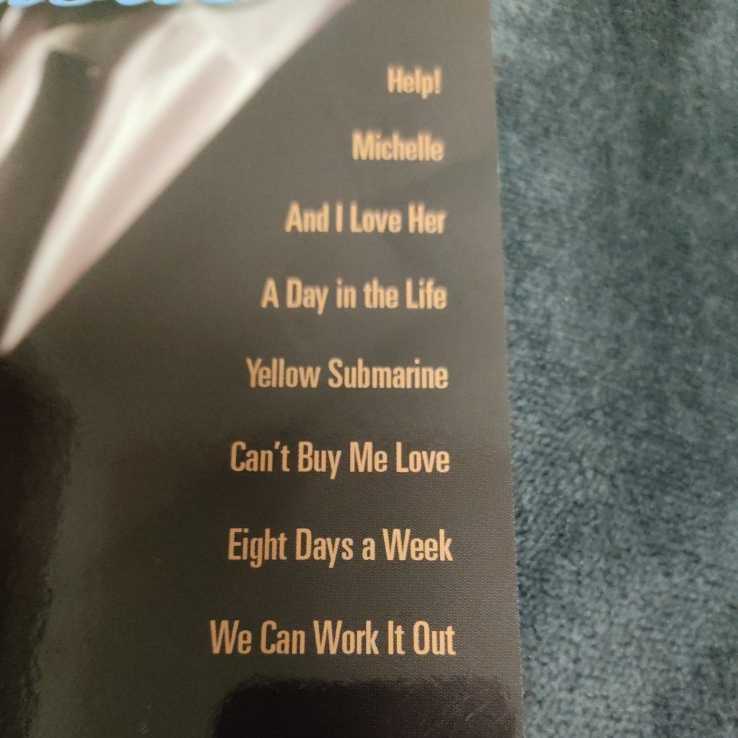 Help!
Michelle
And I Love Her
A Day in the Life
Yellow Submarine
Can't Buy Me Love
Eight Days a Week
We Can Work It Out